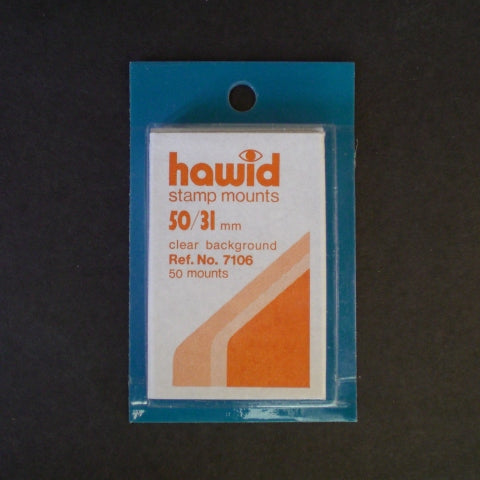 hawid
stamp mounts
50/31 mm
clear background
Ref. No. 7106
50 mounts